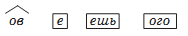 ов е ешь ого